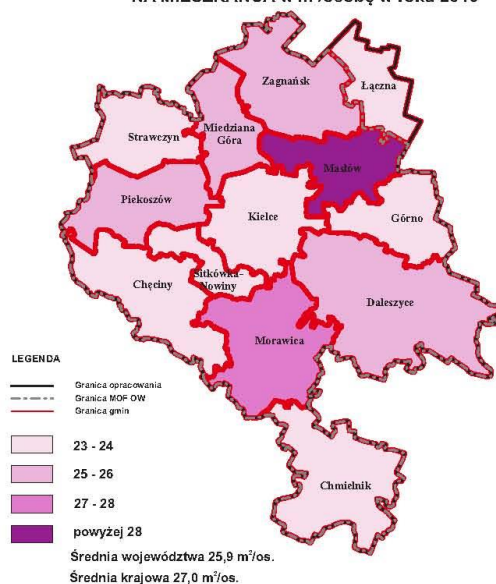 NA MIESZKAŃCA w m²/osobę w roku 2010
Zagnańsk
Łączna
Strawczyn
Miedziana
Góra
Masłów
Piekoszów
Kielce
Górno
Sitkówka-
Nowiny
Chęciny
Daleszyce
Morawica
Chmielnik
LEGENDA
Granica opracowania
Granica MOF OW
Granica gmin
23 - 24
25 - 26
27 - 28
powyżej 28
Średnia województwa 25,9 m²/os.
Średnia krajowa 27,0 m²/os.